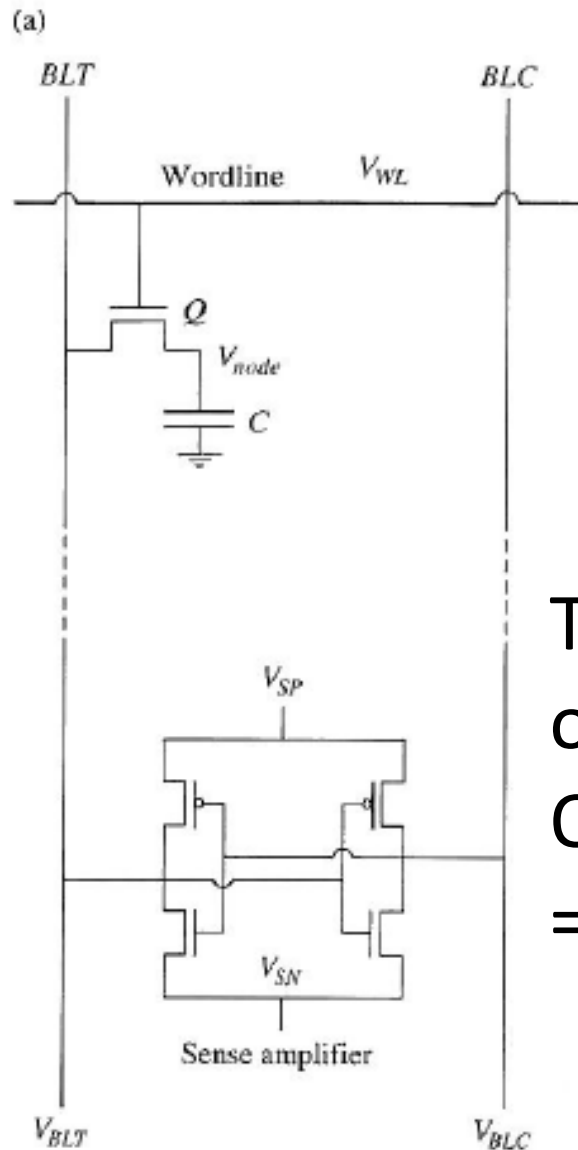 (a)
BLT BLC
Wordline V_WL
Q
V_node
C
T
V_SP
C
=
V_SN
Sense amplifier
V_BLT V_BLC